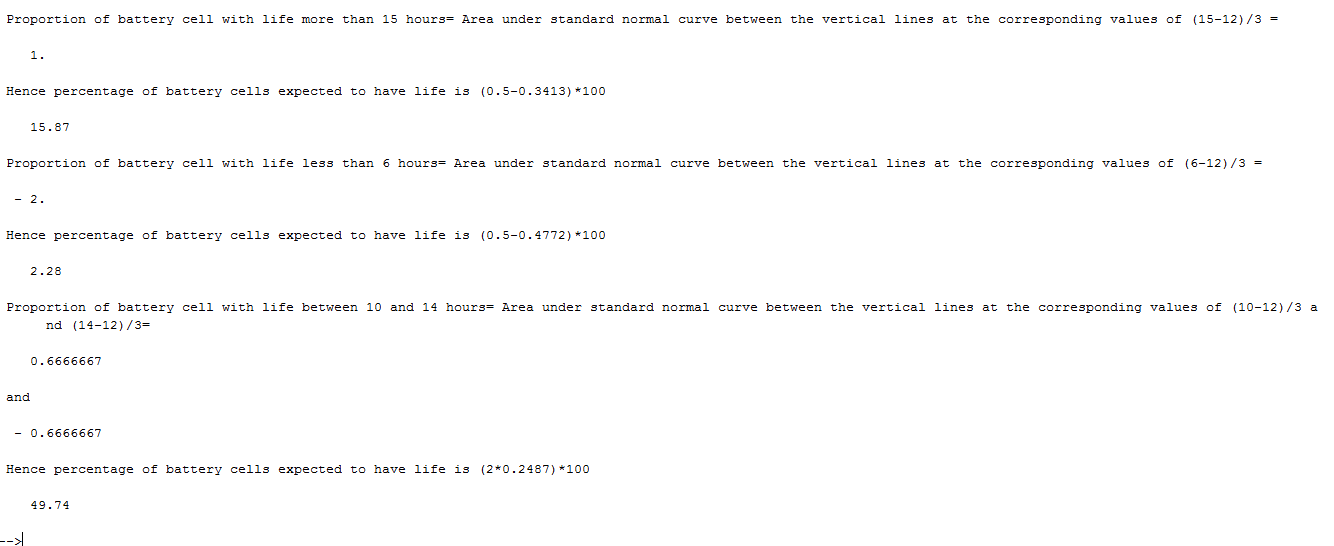 Proportion of battery cell with life more than 15 hours= Area under standard normal curve between the vertical lines at the corresponding values of (15-12)/3 =
1.
Hence percentage of battery cells expected to have life is (0.5-0.3413)*100
15.87
Proportion of battery cell with life less than 6 hours= Area under standard normal curve between the vertical lines at the corresponding values of (6-12)/3 =
- 2.
Hence percentage of battery cells expected to have life is (0.5-0.4772)*100
2.28
Proportion of battery cell with life between 10 and 14 hours= Area under standard normal curve between the vertical lines at the corresponding values of (10-12)/3 a
nd (14-12)/3=
0.6666667
and
- 0.6666667
Hence percentage of battery cells expected to have life is (2*0.2487)*100
49.74
-->